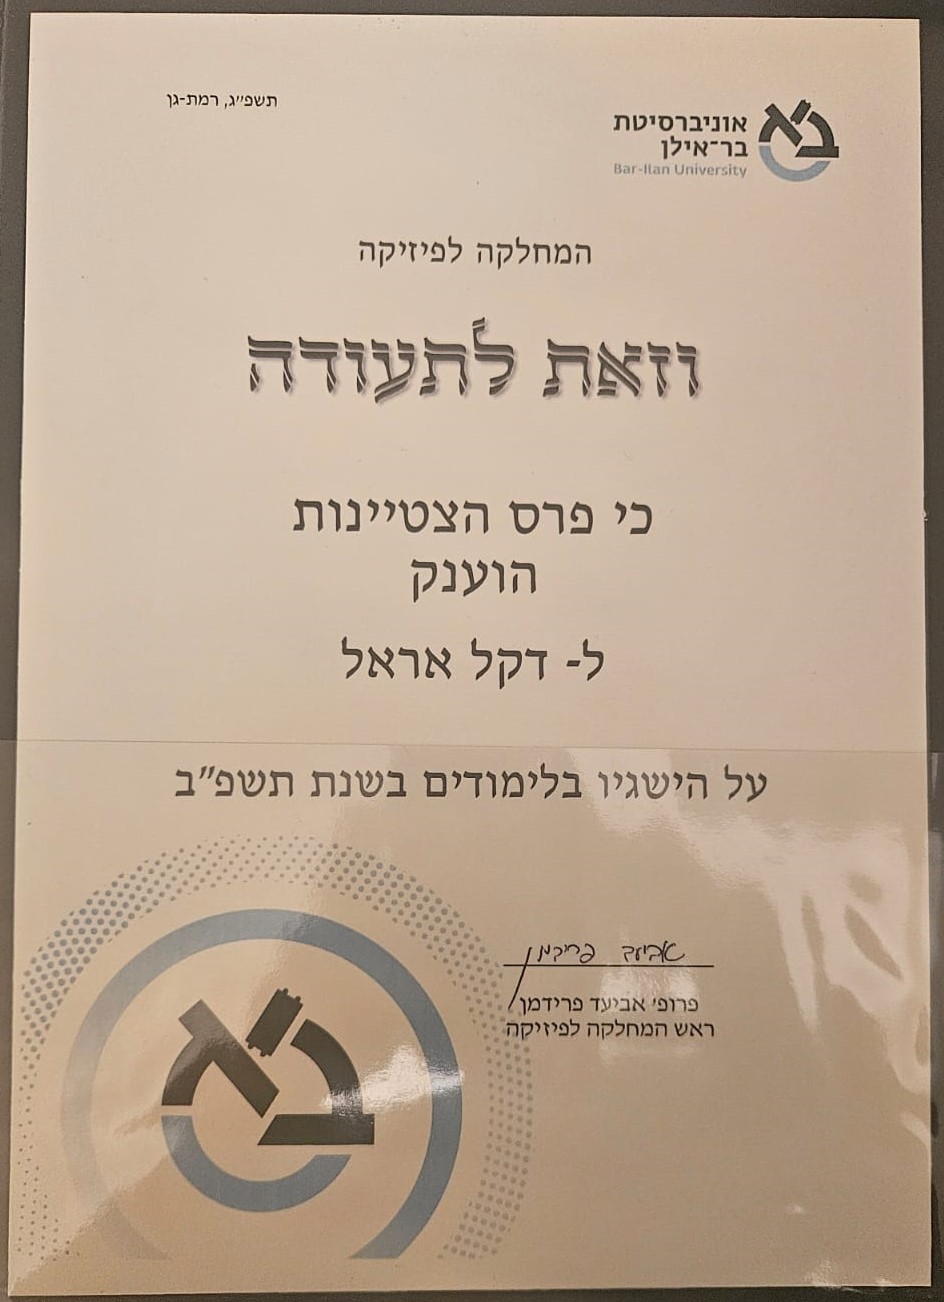 תשפ"ג, רמת-גן
אוניברסיטת
בר־אילן
Bar-Ilan University
המחלקה לפיזיקה
וזאת לתעודה
כי פרס הצטיינות
הוענק
ל- דקל אראל
על הישגיו בלימודים בשנת תשפ"ב
אביעד פרידמן
פרופ' אביעד פרידמן
ראש המחלקה לפיזיקה
בא